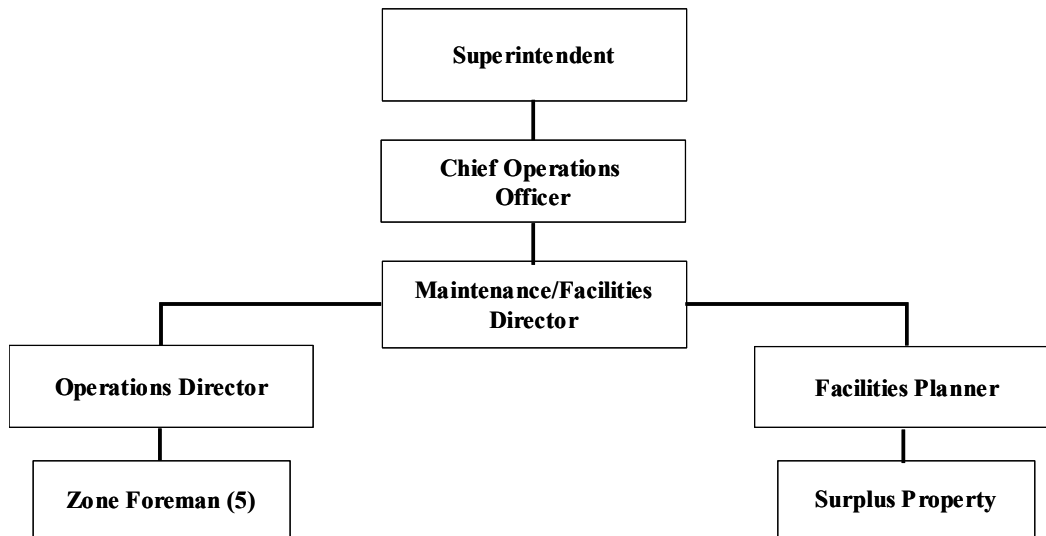 Superintendent
Chief Operations
Officer
Maintenance/Facilities
Director
Operations Director
Facilities Planner
Zone Foreman (5)
Surplus Property